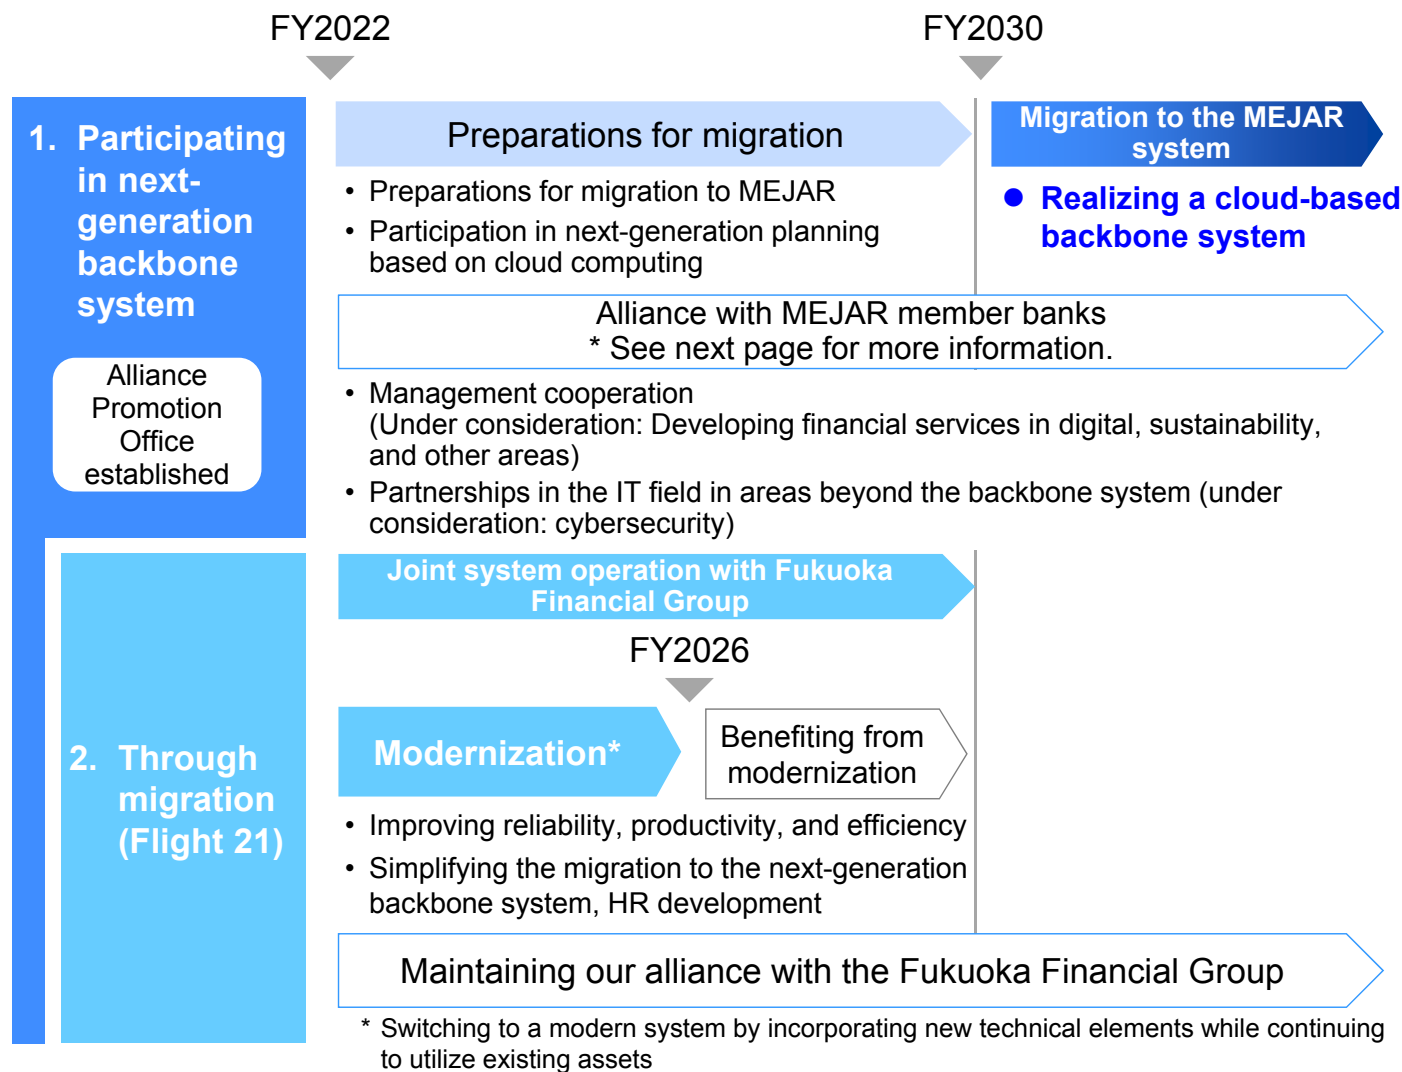 FY2022
FY2030
1. Participating
in next-
generation
backbone
system
Alliance
Promotion
Office
established
Preparations for migration
Migration to the MEJAR
system
• Preparations for migration to MEJAR
• Participation in next-generation planning
based on cloud computing
● Realizing a cloud-based
backbone system
Alliance with MEJAR member banks
* See next page for more information.
• Management cooperation
(Under consideration: Developing financial services in digital, sustainability,
and other areas)
• Partnerships in the IT field in areas beyond the backbone system (under
consideration: cybersecurity)
2. Through
migration
(Flight 21)
Joint system operation with Fukuoka
Financial Group
FY2026
Modernization*
Benefiting from
modernization
• Improving reliability, productivity, and efficiency
• Simplifying the migration to the next-generation
backbone system, HR development
Maintaining our alliance with the Fukuoka Financial Group
* Switching to a modern system by incorporating new technical elements while continuing
to utilize existing assets